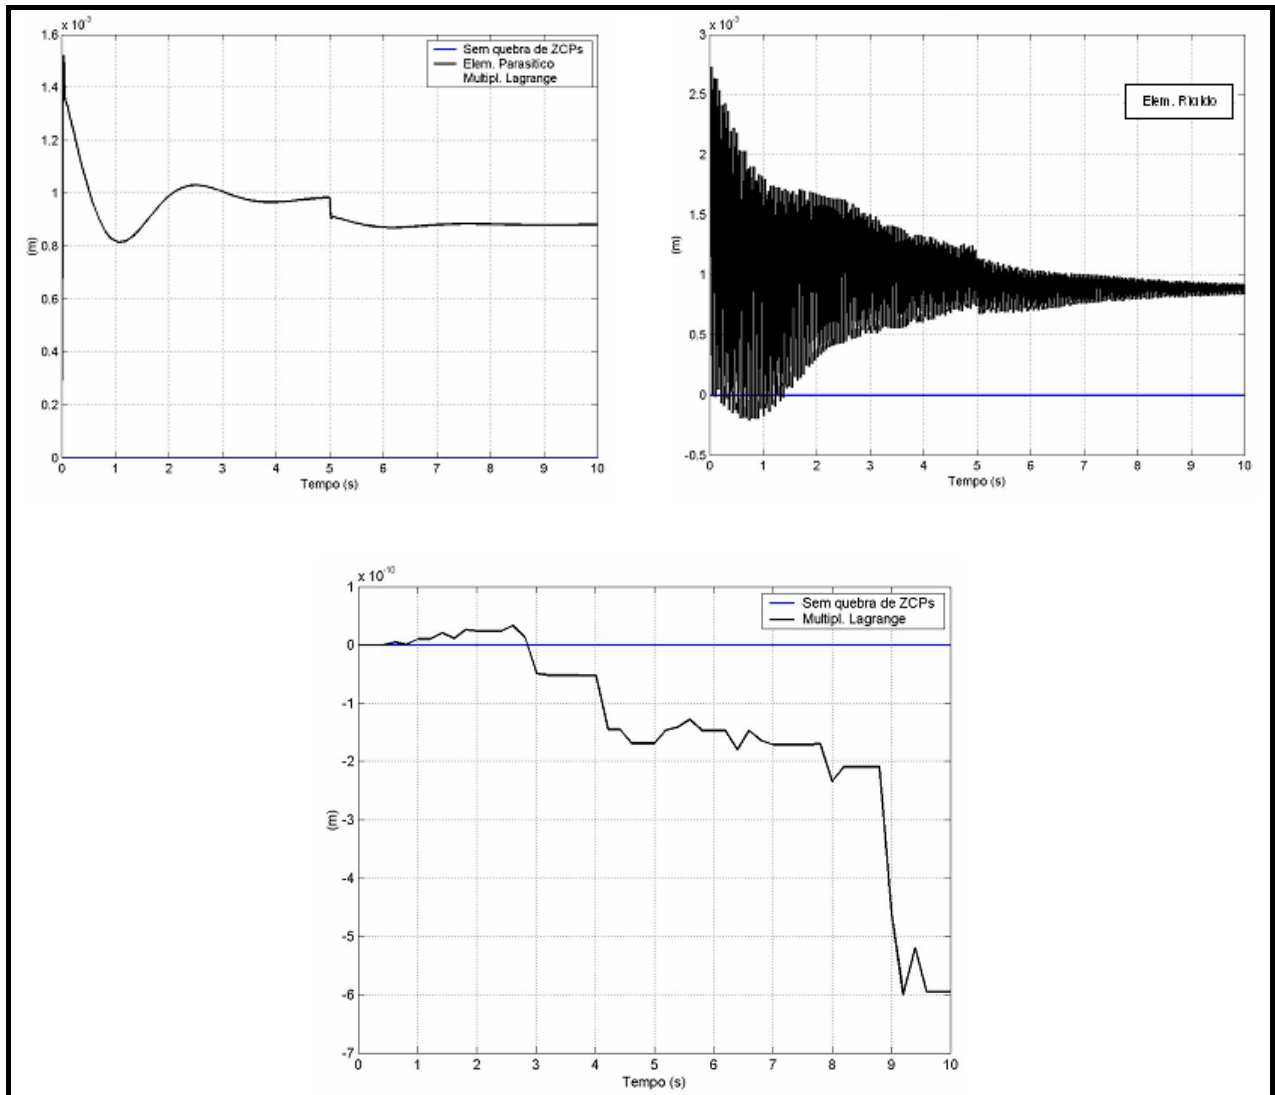 x 10⁻³
1.6
1.4
1.2
1
0.8
0.6
0.4
0.2
0
(m)
Sem quebra de ZCPs
Elem. Parasítico
Multipl. Lagrange
0 1 2 3 4 5 6 7 8 9 10
Tempo (s)
x 10⁻³
3
2.5
2
1.5
1
0.5
0
-0.5
(m)
Elem.
0 1 2 3 4 5 6 7 8 9 10
Tempo (s)
x 10⁻¹⁰
1
0
-1
-2
-3
-4
-5
-6
-7
(m)
Sem quebra de ZCPs
Multipl. Lagrange
0 1 2 3 4 5 6 7 8 9 10
Tempo (s)